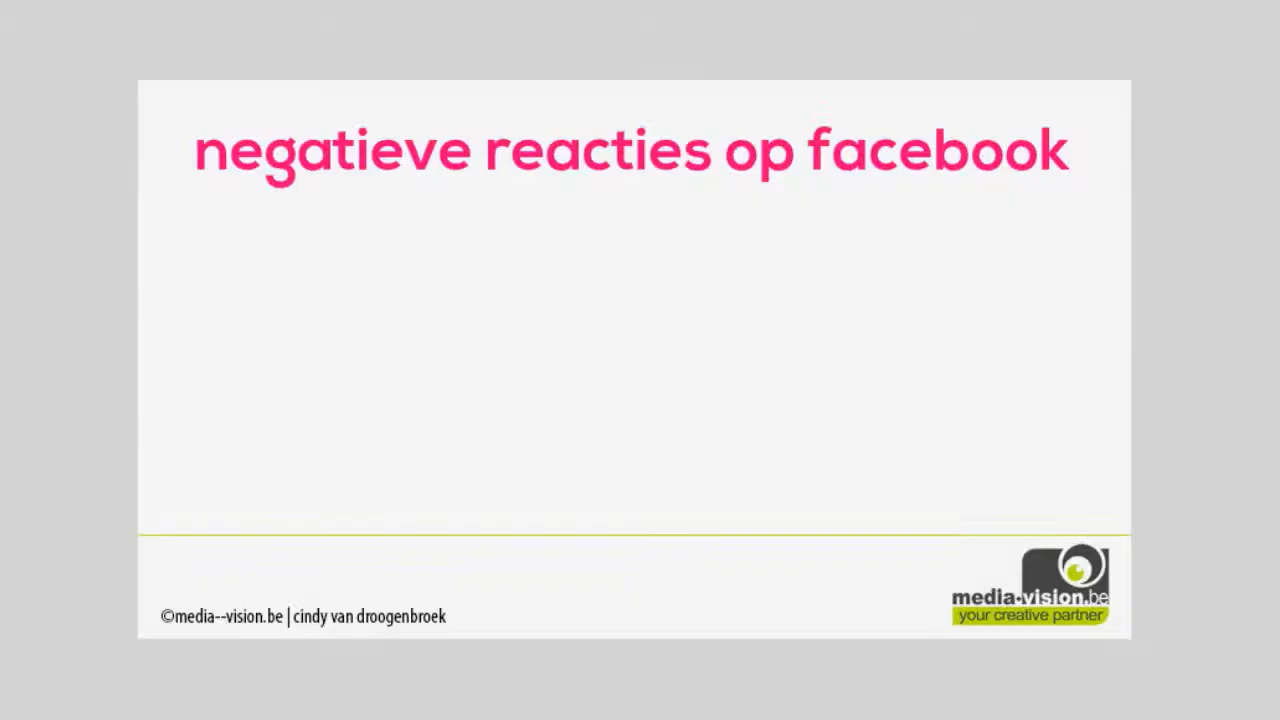 negatieve reacties op facebook
©media--vision.be | cindy van droogenbroek
media-vision.be
your creative partner